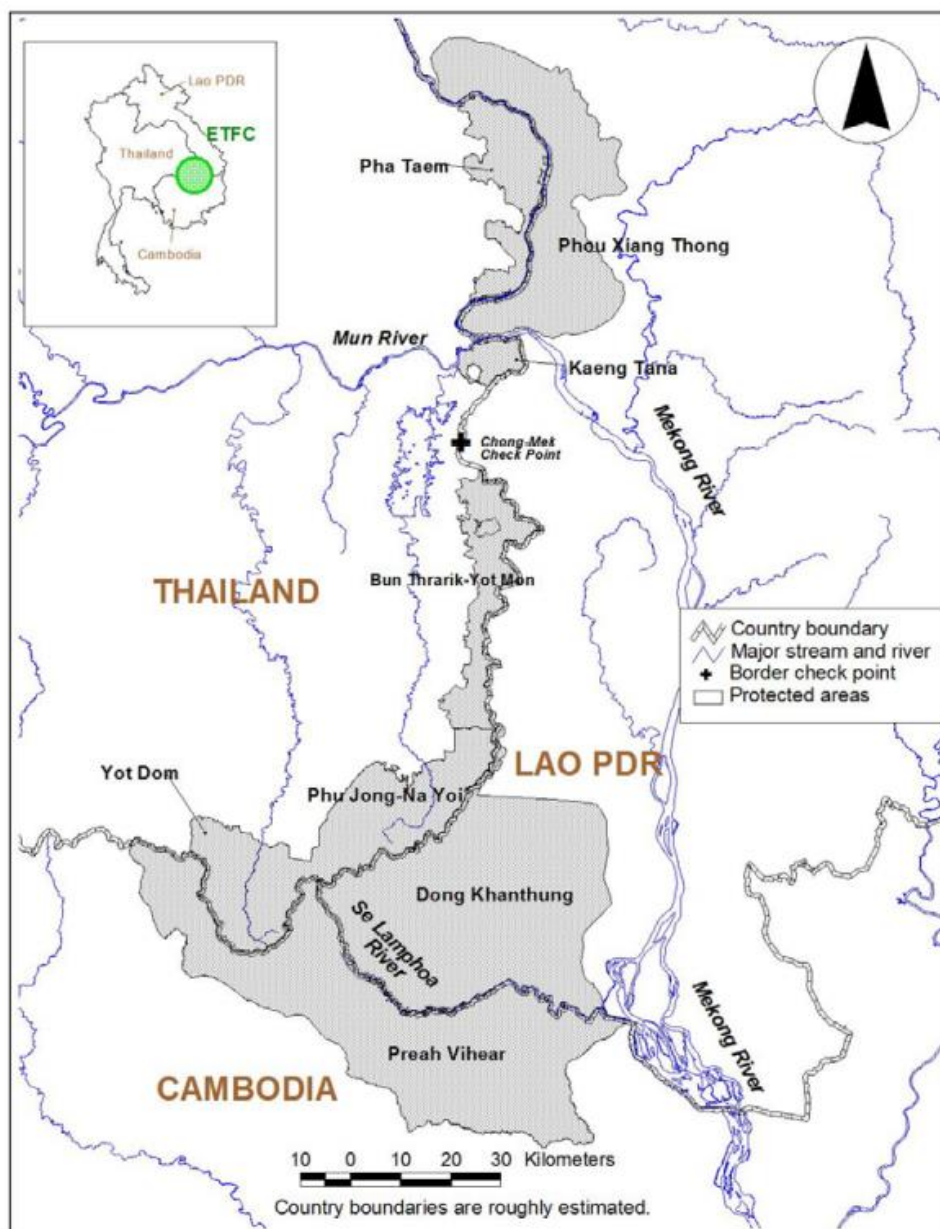 Lao PDR
ETFC
Thailand
Cambodia
Pha Taem
Phou Xiang Thong
Mun River
Kaeng Tana
Mekong River
Chong-Mek
Check Point
THAILAND
Bun Thrarik-Yot Mon
Country boundary
Major stream and river
Border check point
Protected areas
LAO PDR
Yot Dom
Phu Jong-Na Yoi
Dong Khanthung
Se Lamphoa
River
Mekong River
Preah Vihear
CAMBODIA
10 0 10 20 30 Kilometers
Country boundaries are roughly estimated.